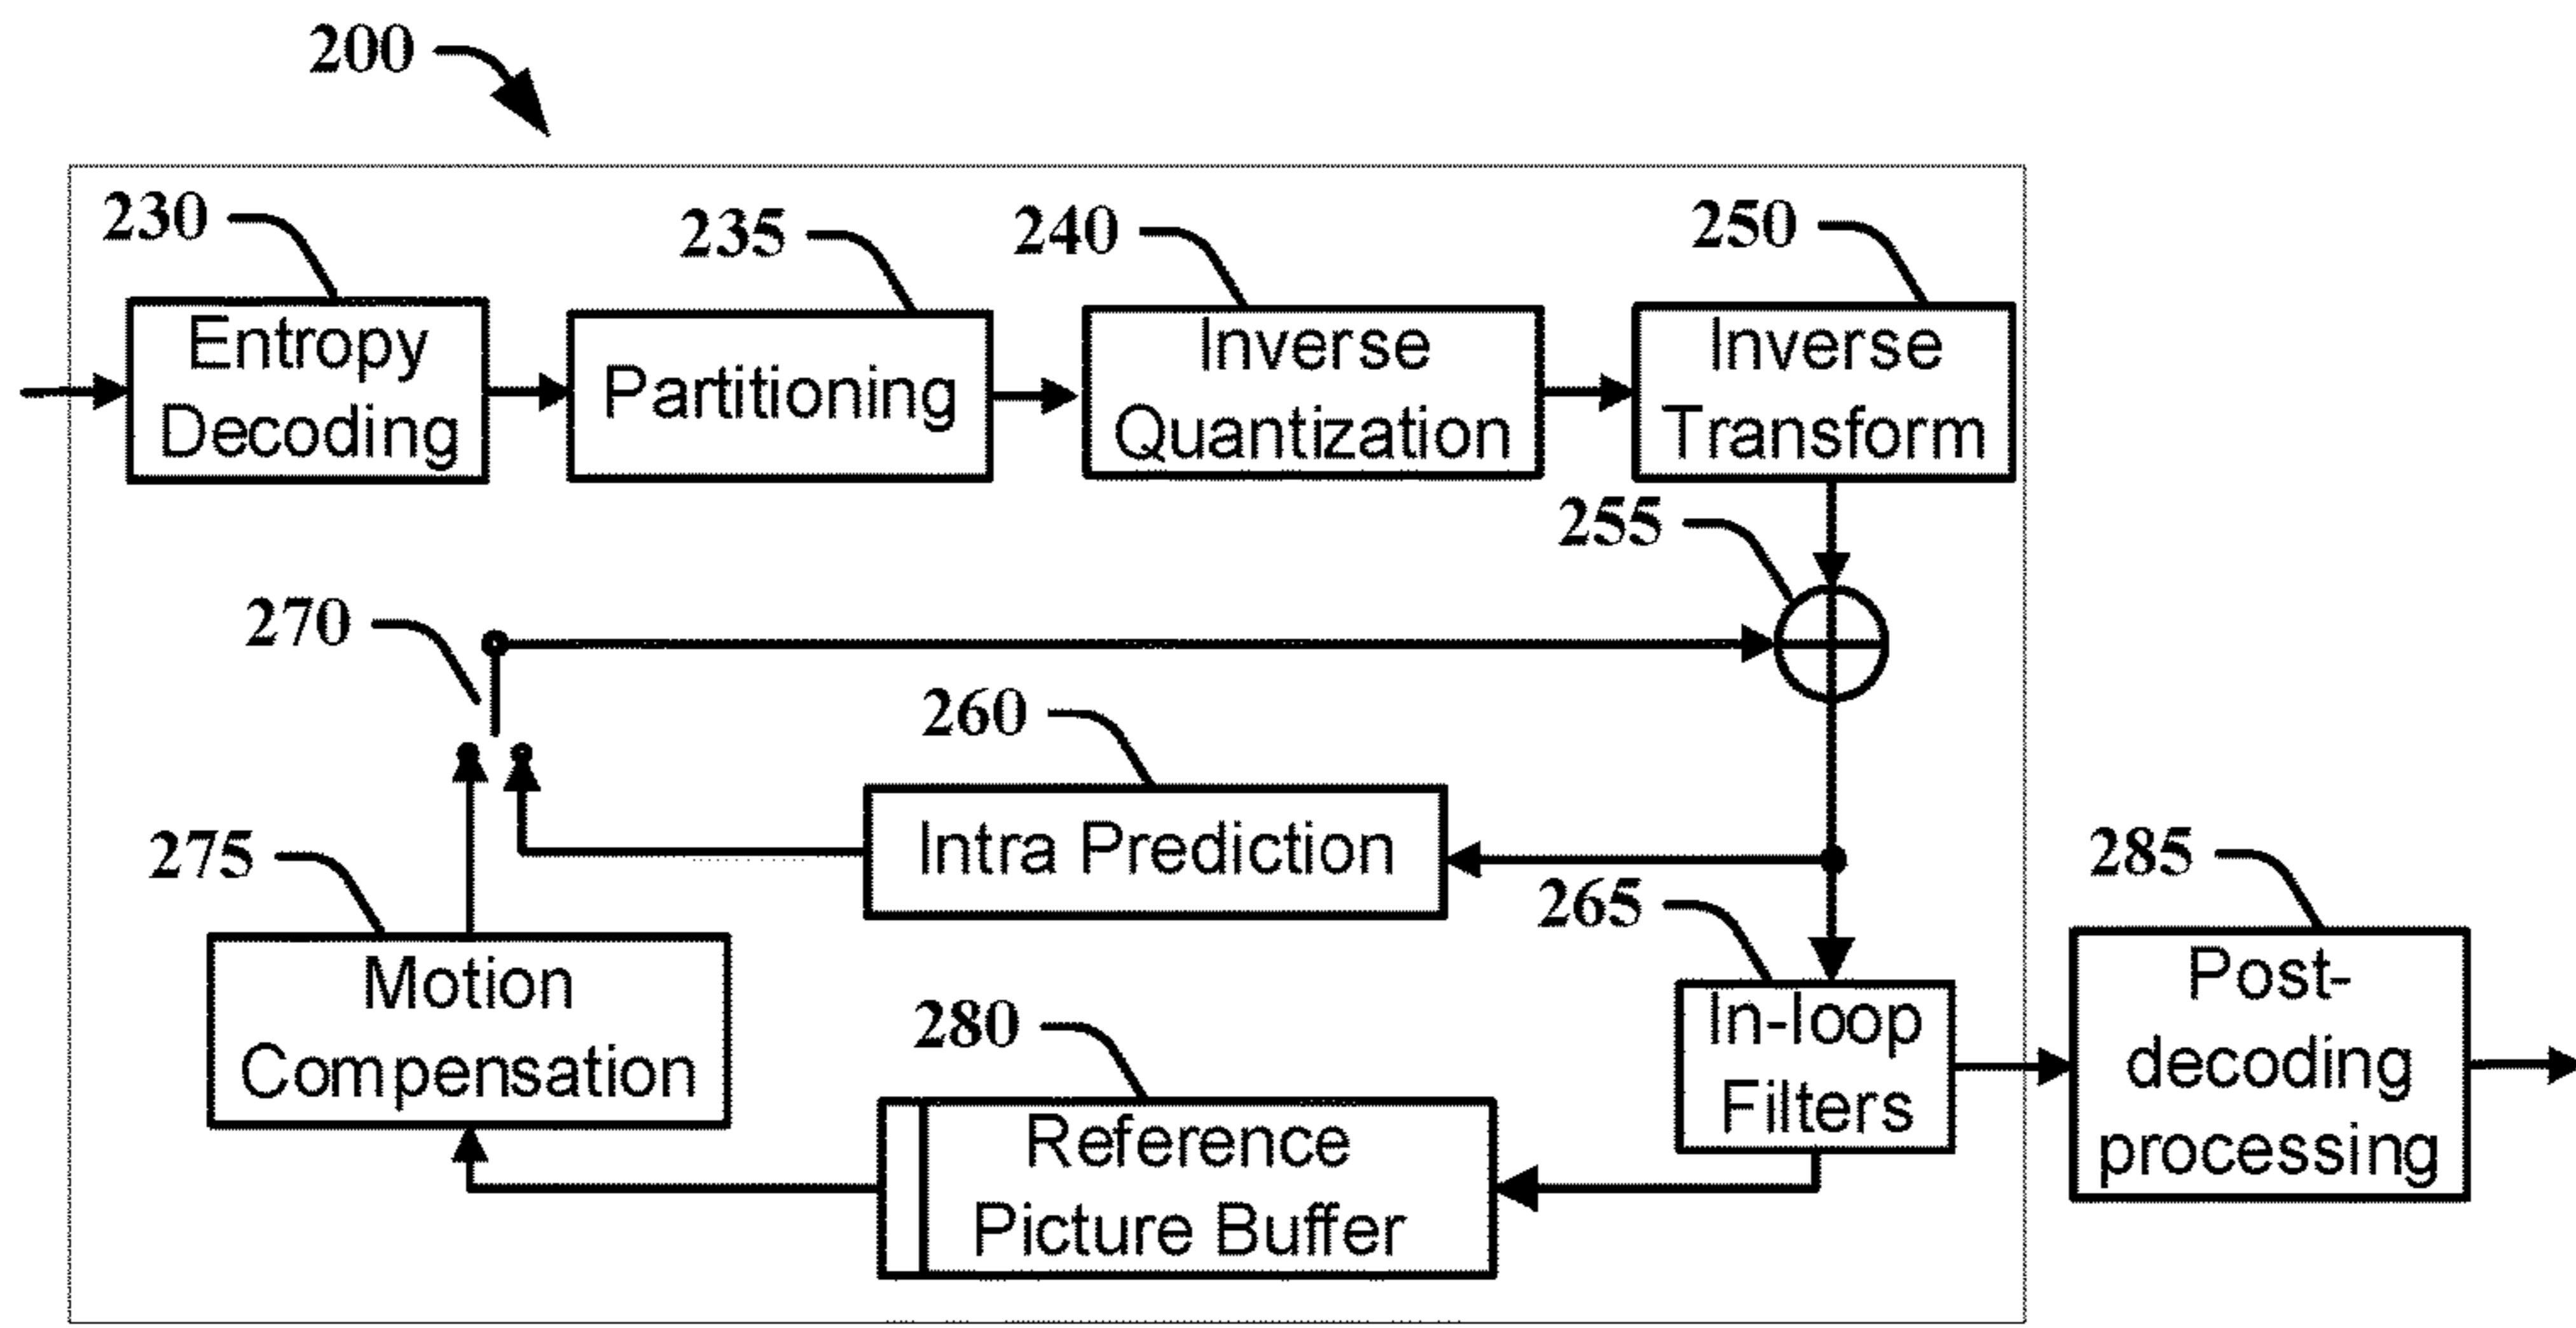 200
230
235
240
250
Entropy
Decoding
Partitioning
Inverse
Quantization
Inverse
Transform
255
270
260
Intra Prediction
275
265
285
Motion
Compensation
280
In-loop
Filters
Post-
decoding
processing
Reference
Picture Buffer